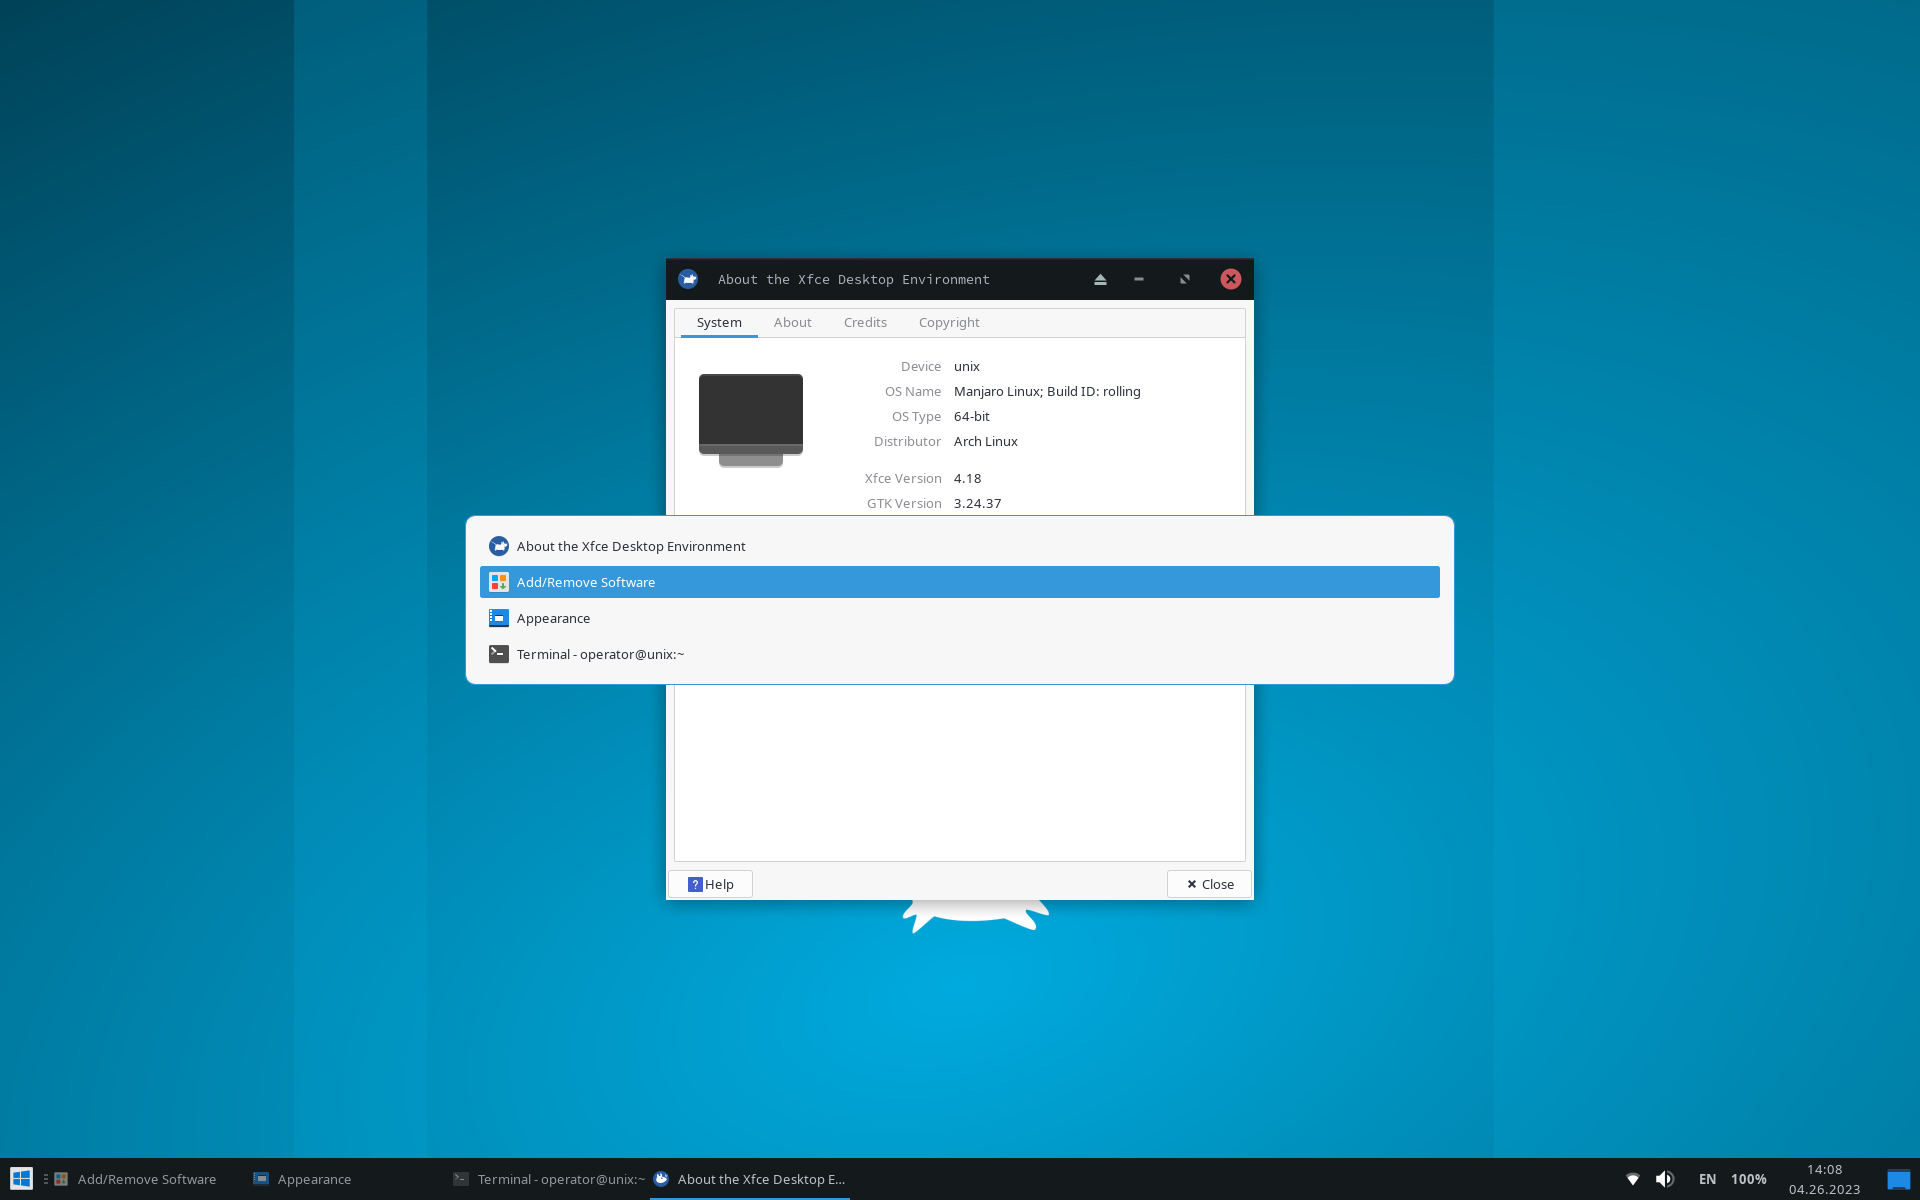 About the Xfce Desktop Environment
System About Credits Copyright
Device unix
OS Name Manjaro Linux; Build ID: rolling
OS Type 64-bit
Distributor Arch Linux
Xfce Version 4.18
GTK Version 3.24.37
About the Xfce Desktop Environment
Add/Remove Software
Appearance
Terminal - operator@unix:~
Help Close
Add/Remove Software Appearance Terminal - operator@unix:~ About the Xfce Desktop E... EN 100% 14:08
04.26.2023